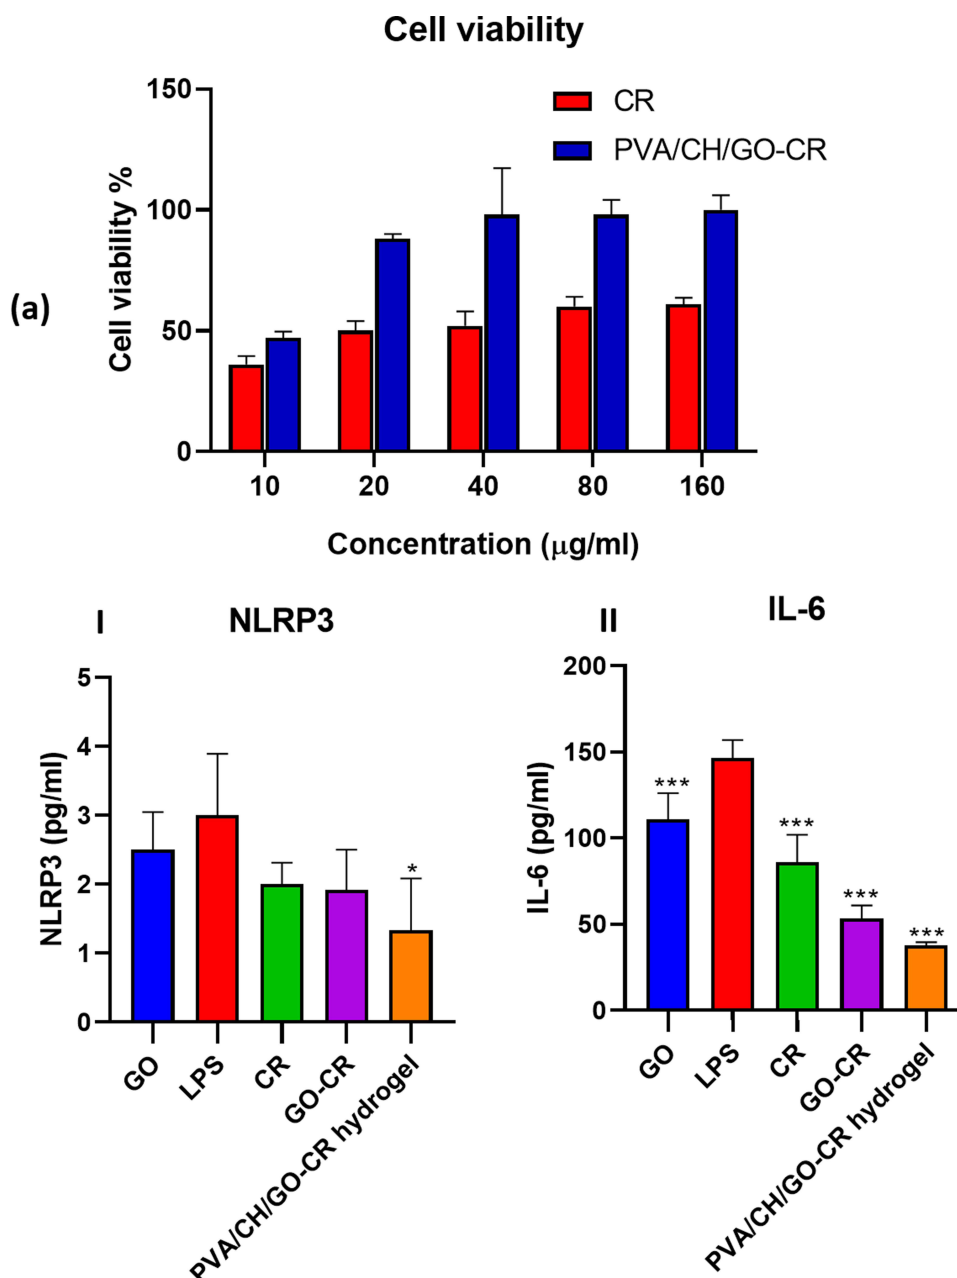 Cell viability
150
100
50
0
Cell viability %
CR
PVA/CH/GO-CR
(a)
10 20 40 80 160
Concentration (μg/ml)
I NLRP3
5
4
3
2
1
0
NLRP3 (pg/ml)
*
GO
LPS
CR
GO-CR
PVA/CH/GO-CR hydrogel
II IL-6
200
150
100
50
0
IL-6 (pg/ml)
***
***
***
***
GO
LPS
CR
GO-CR
PVA/CH/GO-CR hydrogel